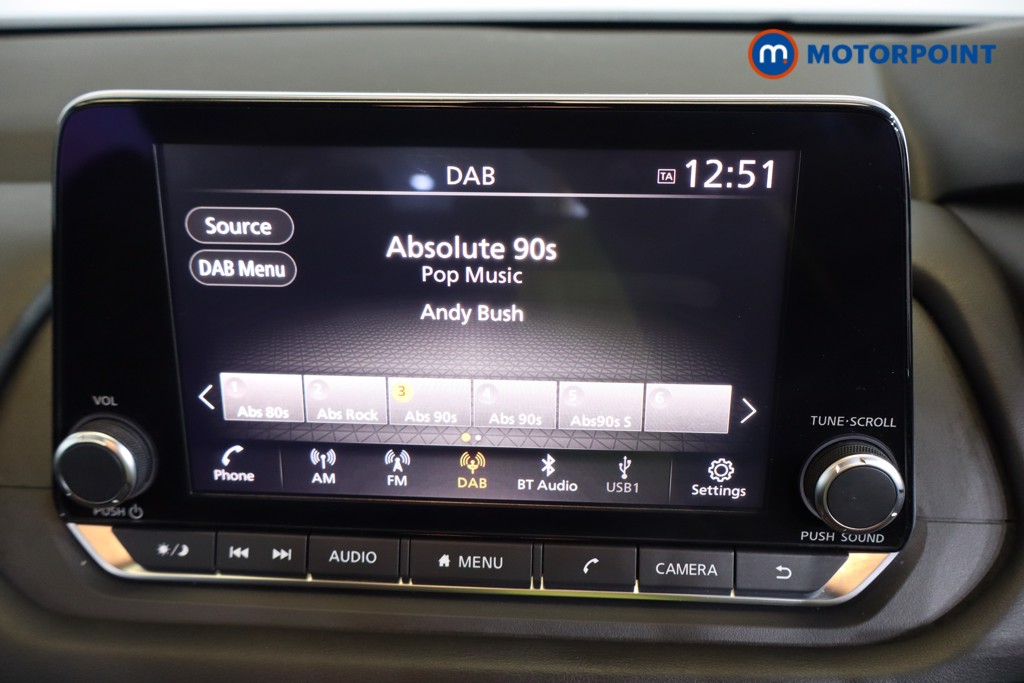 m MOTORPOINT
DAB
TA 12:51
Source
DAB Menu
Absolute 90s
Pop Music
Andy Bush
1 2 3 4 5 6
Abs 80s Abs Rock Abs 90s Abs 90s Abs90s S
Phone AM FM DAB BT Audio USB1 Settings
VOL
PUSH
TUNE·SCROLL
PUSH SOUND
AUDIO MENU CAMERA